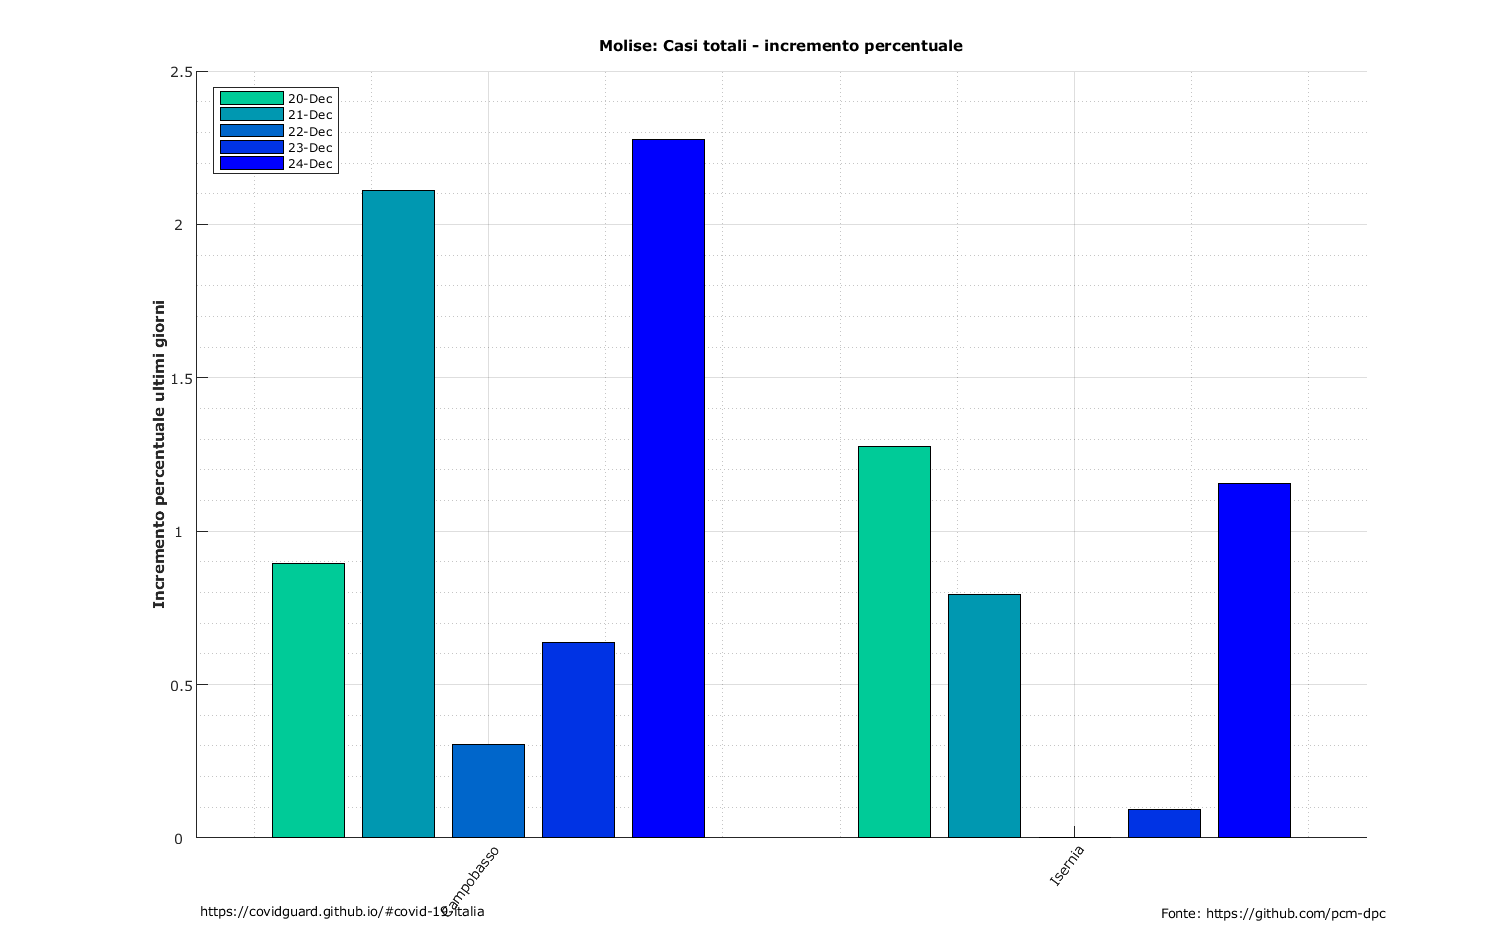 Molise: Casi totali - incremento percentuale
2.5
2
1.5
1
0.5
0
Incremento percentuale ultimi giorni
20-Dec
21-Dec
22-Dec
23-Dec
24-Dec
Campobasso
Isernia
https://covidguard.github.io/#covid-19-italia
Fonte: https://github.com/pcm-dpc